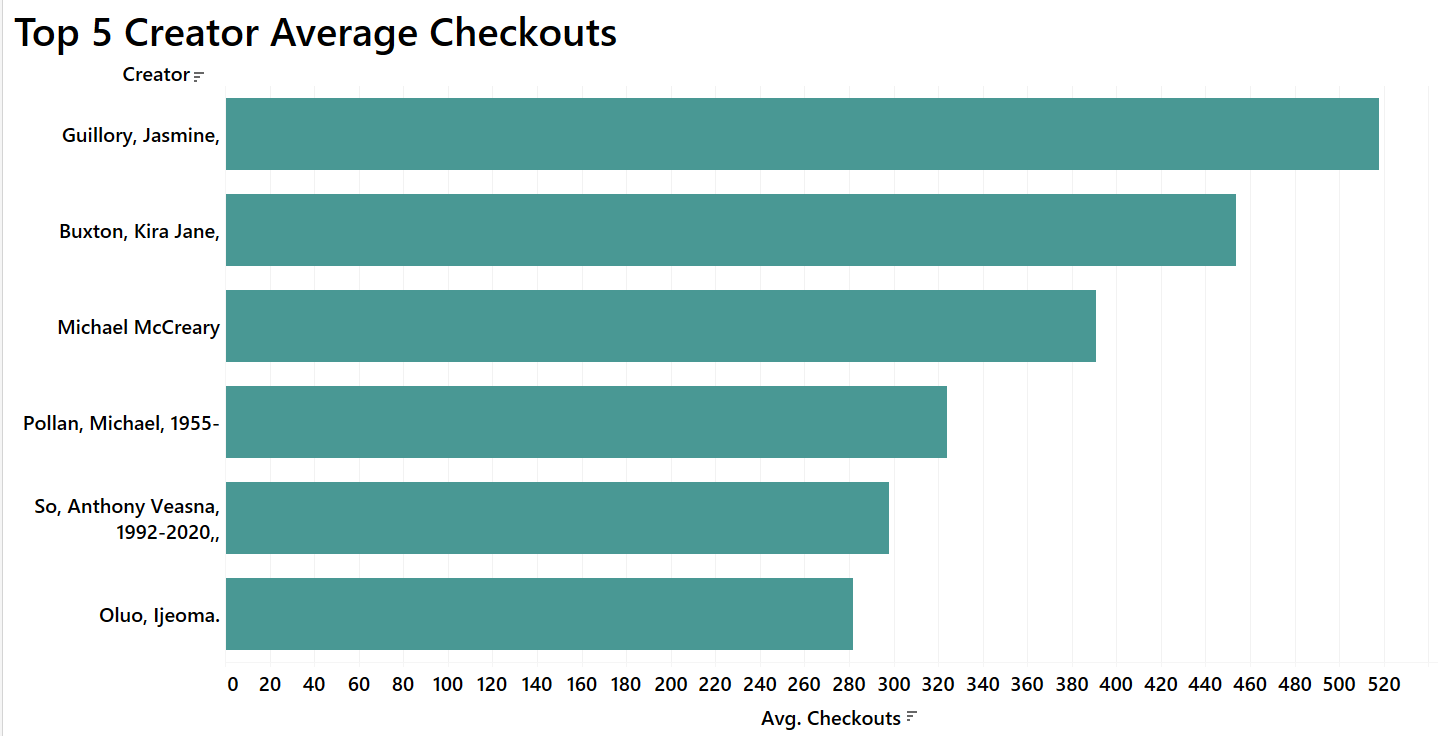 Top 5 Creator Average Checkouts
Creator
Guillory, Jasmine,
Buxton, Kira Jane,
Michael McCreary
Pollan, Michael, 1955-
So, Anthony Veasna,
1992-2020,,
Oluo, Ijeoma.
0 20 40 60 80 100 120 140 160 180 200 220 240 260 280 300 320 340 360 380 400 420 440 460 480 500 520
Avg. Checkouts